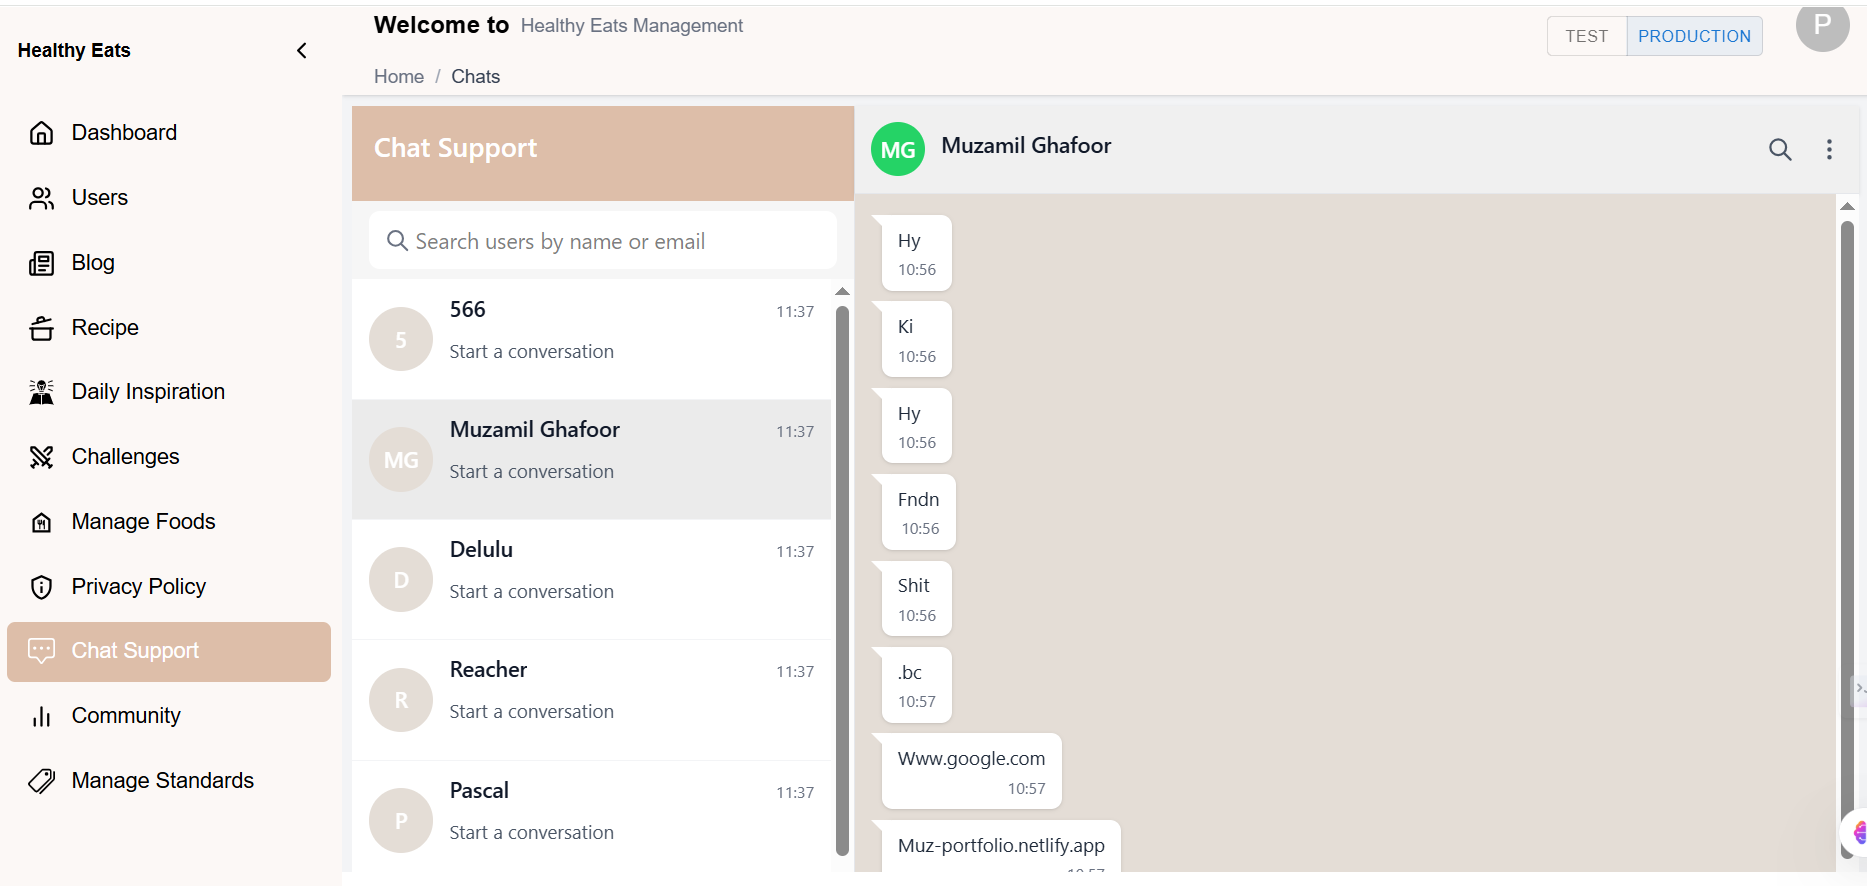 Healthy Eats
Dashboard
Users
Blog
Recipe
Daily Inspiration
Challenges
Manage Foods
Privacy Policy
Chat Support
Community
Manage Standards
Welcome to Healthy Eats Management
Home / Chats
TEST PRODUCTION
P
Chat Support
Search users by name or email
5
566 11:37
Start a conversation
MG
Muzamil Ghafoor 11:37
Start a conversation
D
Delulu 11:37
Start a conversation
R
Reacher 11:37
Start a conversation
P
Pascal 11:37
Start a conversation
MG Muzamil Ghafoor
Hy
10:56
Ki
10:56
Hy
10:56
Fndn
10:56
Shit
10:56
.bc
10:57
Www.google.com
10:57
Muz-portfolio.netlify.app